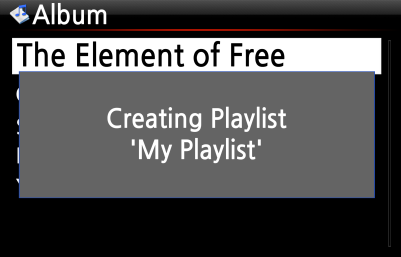 Album
The Element of Free
Creating Playlist
'My Playlist'